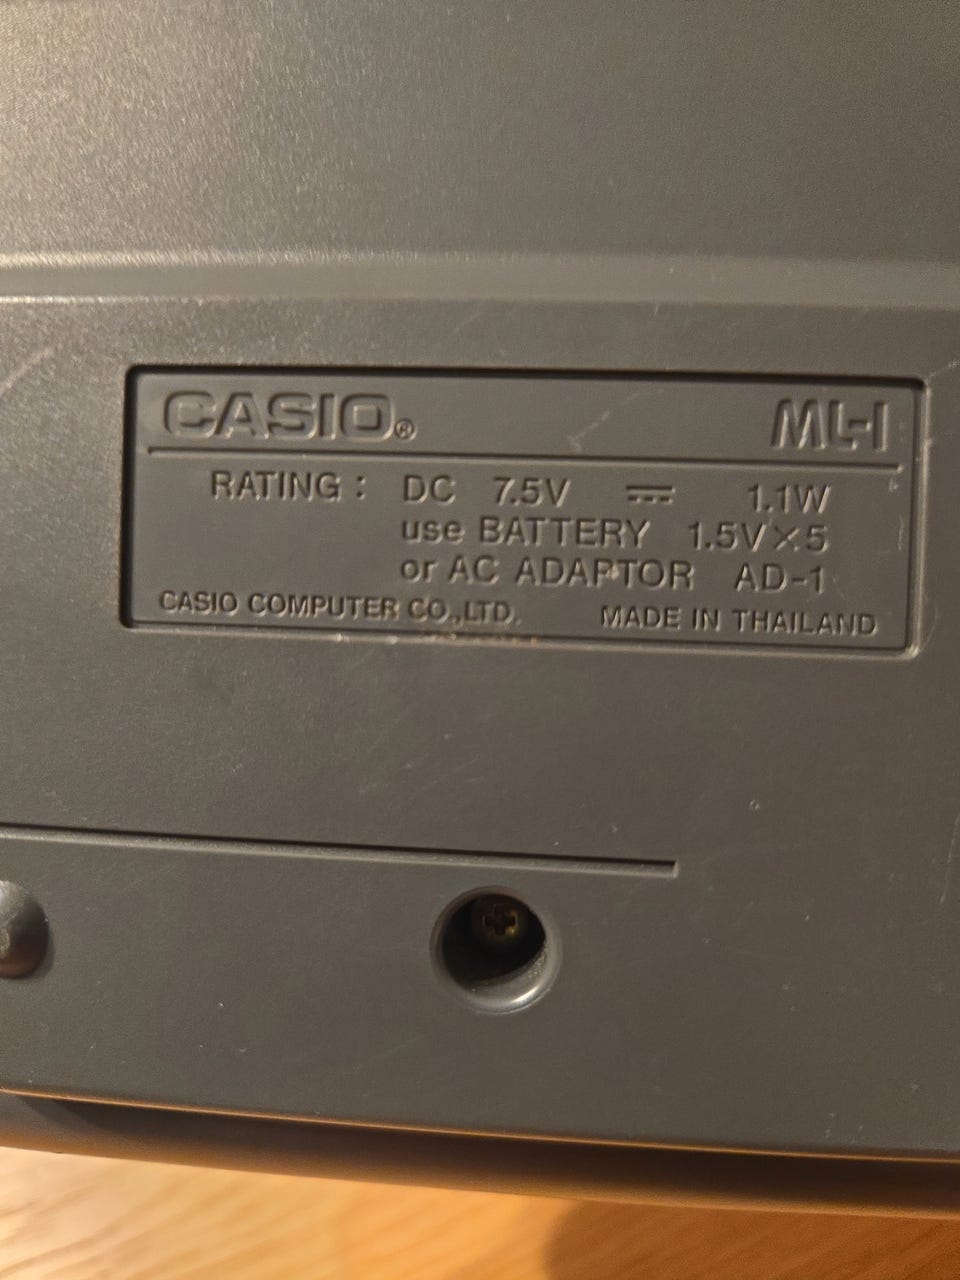 CASIO® ML-1
RATING : DC 7.5V ⎓ 1.1W
use BATTERY 1.5V×5
or AC ADAPTOR AD-1
CASIO COMPUTER CO.,LTD. MADE IN THAILAND